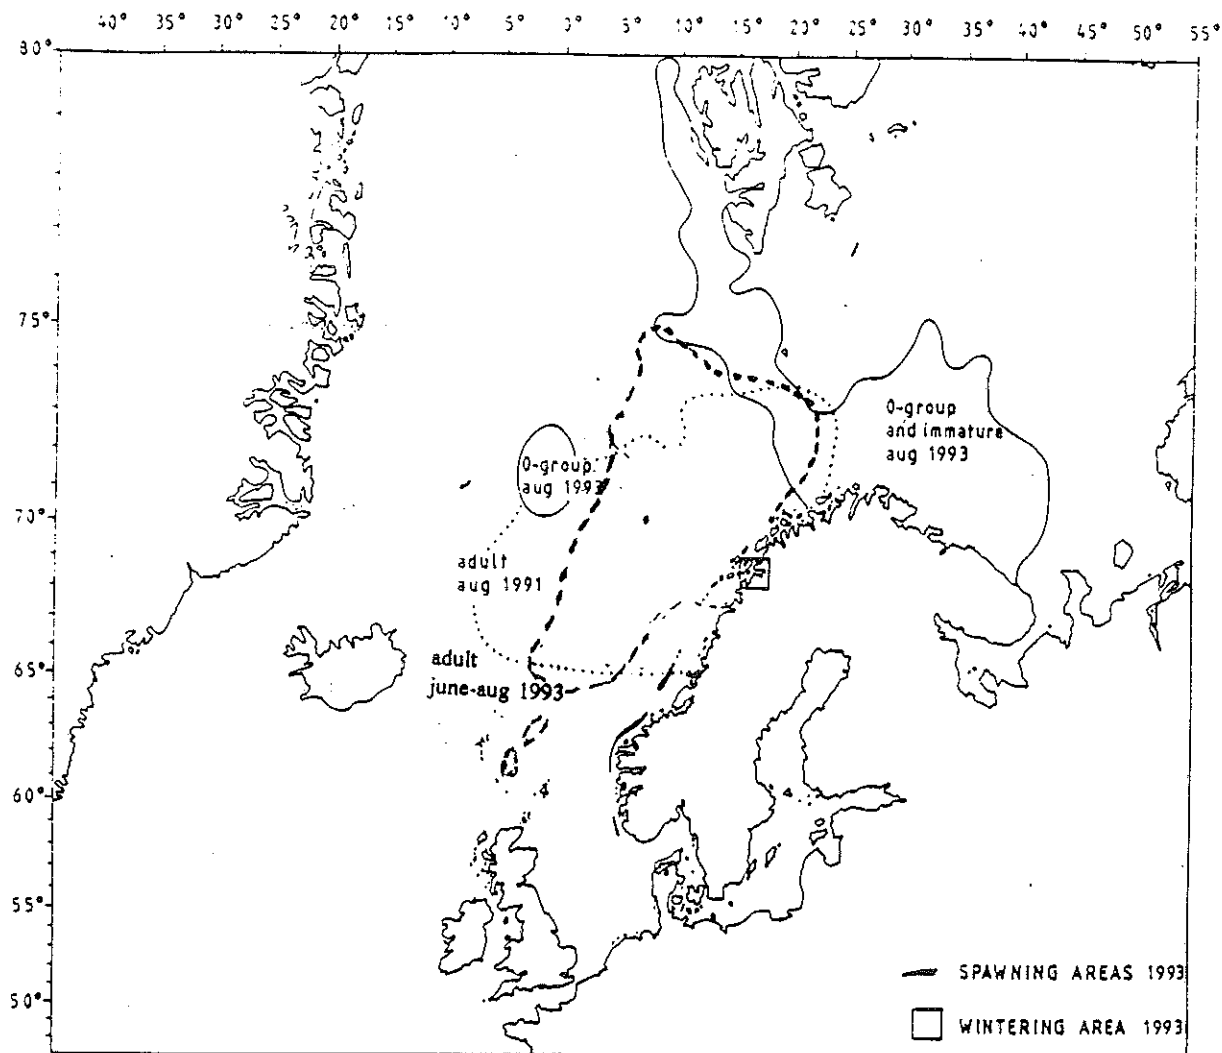 40° 35° 30° 25° 20° 15° 10° 5° 0° 5° 10° 15° 20° 25° 30° 35° 40° 45° 50° 55°
80°
75°
0-group
and immature
aug 1993
0-group
aug 1993
70°
adult
aug 1991
65°
adult
june-aug 1993
60°
55°
SPAWNING AREAS 1993
50°
WINTERING AREA 1993